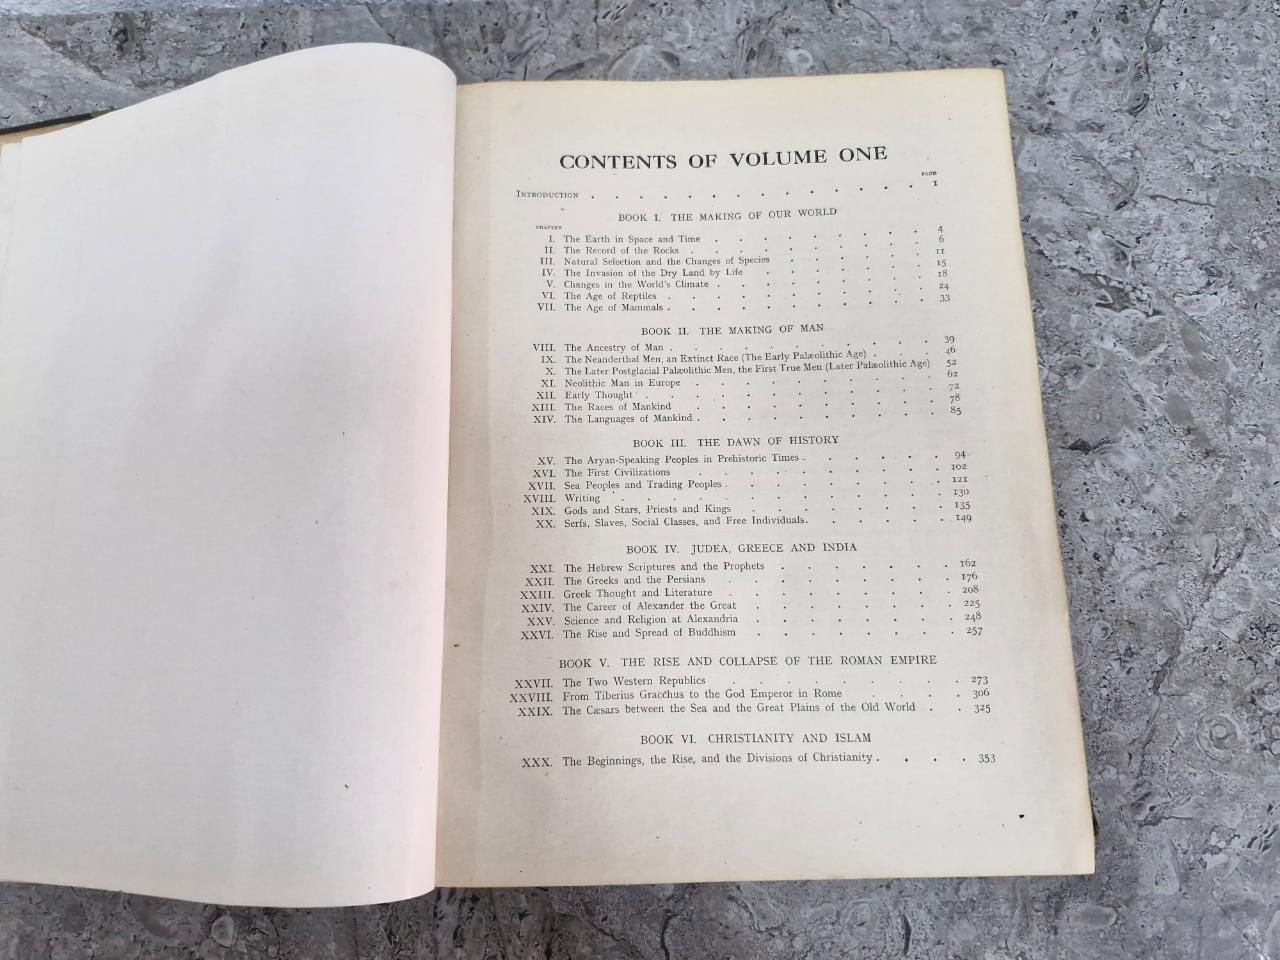 CONTENTS OF VOLUME ONE
PAGE
INTRODUCTION . . . . . . . . . . . . . . 1
BOOK I. THE MAKING OF OUR WORLD
CHAPTER
I. The Earth in Space and Time . . . . . . . . . 4
II. The Record of the Rocks . . . . . . . . . . 6
III. Natural Selection and the Changes of Species . . . . . . 11
IV. The Invasion of the Dry Land by Life . . . . . . . 15
V. Changes in the World's Climate . . . . . . . . . 18
VI. The Age of Reptiles . . . . . . . . . . . 24
VII. The Age of Mammals . . . . . . . . . . . 33
BOOK II. THE MAKING OF MAN
VIII. The Ancestry of Man . . . . . . . . . . . 39
IX. The Neanderthal Men, an Extinct Race (The Early Palæolithic Age) . . . 46
X. The Later Postglacial Palæolithic Men, the First True Men (Later Palæolithic Age) 52
XI. Neolithic Man in Europe . . . . . . . . . . 62
XII. Early Thought . . . . . . . . . . . . 72
XIII. The Races of Mankind . . . . . . . . . . 78
XIV. The Languages of Mankind . . . . . . . . . . 85
BOOK III. THE DAWN OF HISTORY
XV. The Aryan-Speaking Peoples in Prehistoric Times . . . . . . 94
XVI. The First Civilizations . . . . . . . . . . 102
XVII. Sea Peoples and Trading Peoples . . . . . . . . . 121
XVIII. Writing . . . . . . . . . . . . . 130
XIX. Gods and Stars, Priests and Kings . . . . . . . . 135
XX. Serfs, Slaves, Social Classes, and Free Individuals . . . . . . 149
BOOK IV. JUDEA, GREECE AND INDIA
XXI. The Hebrew Scriptures and the Prophets . . . . . . . 162
XXII. The Greeks and the Persians . . . . . . . . . 176
XXIII. Greek Thought and Literature . . . . . . . . . 208
XXIV. The Career of Alexander the Great . . . . . . . . 225
XXV. Science and Religion at Alexandria . . . . . . . . 248
XXVI. The Rise and Spread of Buddhism . . . . . . . . 257
BOOK V. THE RISE AND COLLAPSE OF THE ROMAN EMPIRE
XXVII. The Two Western Republics . . . . . . . . . 273
XXVIII. From Tiberius Gracchus to the God Emperor in Rome . . . . 306
XXIX. The Cæsars between the Sea and the Great Plains of the Old World . . 325
BOOK VI. CHRISTIANITY AND ISLAM
XXX. The Beginnings, the Rise, and the Divisions of Christianity . . . . 353